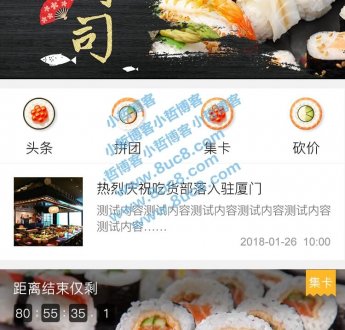 司
小哲博客
小哲博客小哲博客
www.8uc8.com
小哲博客
小哲博客小哲博客
www.8uc8.com
头条 拼团 集卡 砍价
热烈庆祝吃货部落入驻厦门
测试内容测试内容测试内容测试内容测试内容
测试内容……
2018-01-26 10:00
距离结束仅剩
集卡
80 : 55 : 35 . 1